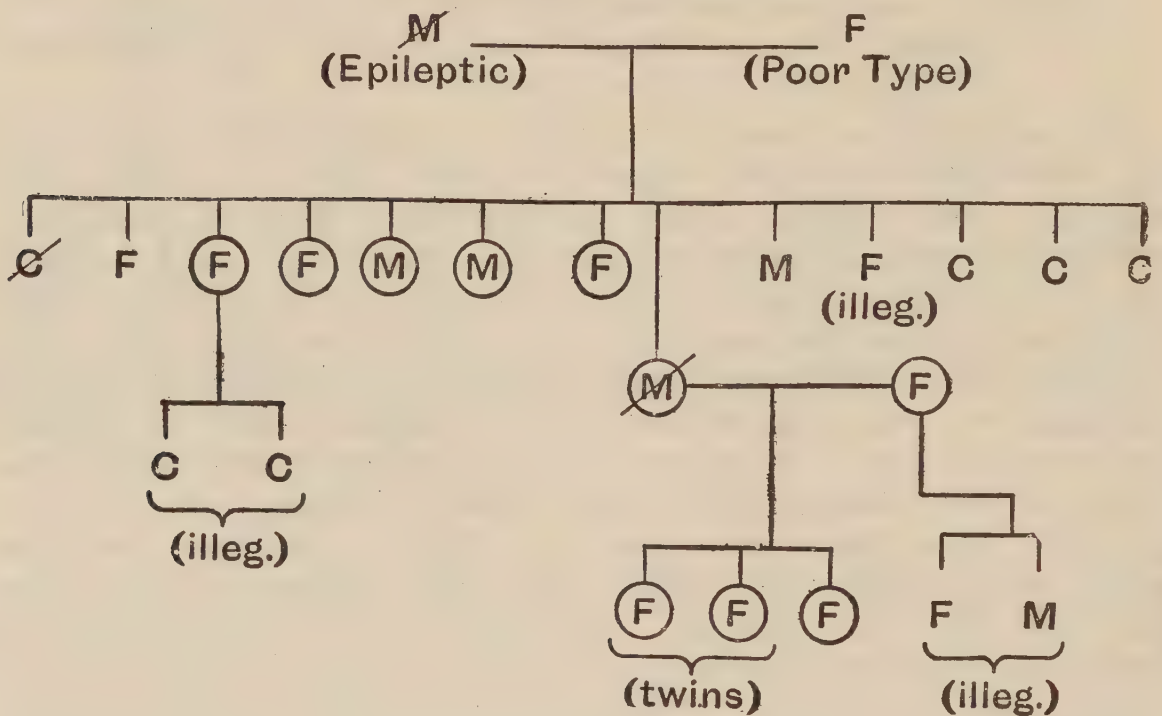 M F
(Epileptic) (Poor Type)
C F F F M M F M F C C C
(illeg.)
M F
C C
(illeg.)
F F F F M
(twins) (illeg.)